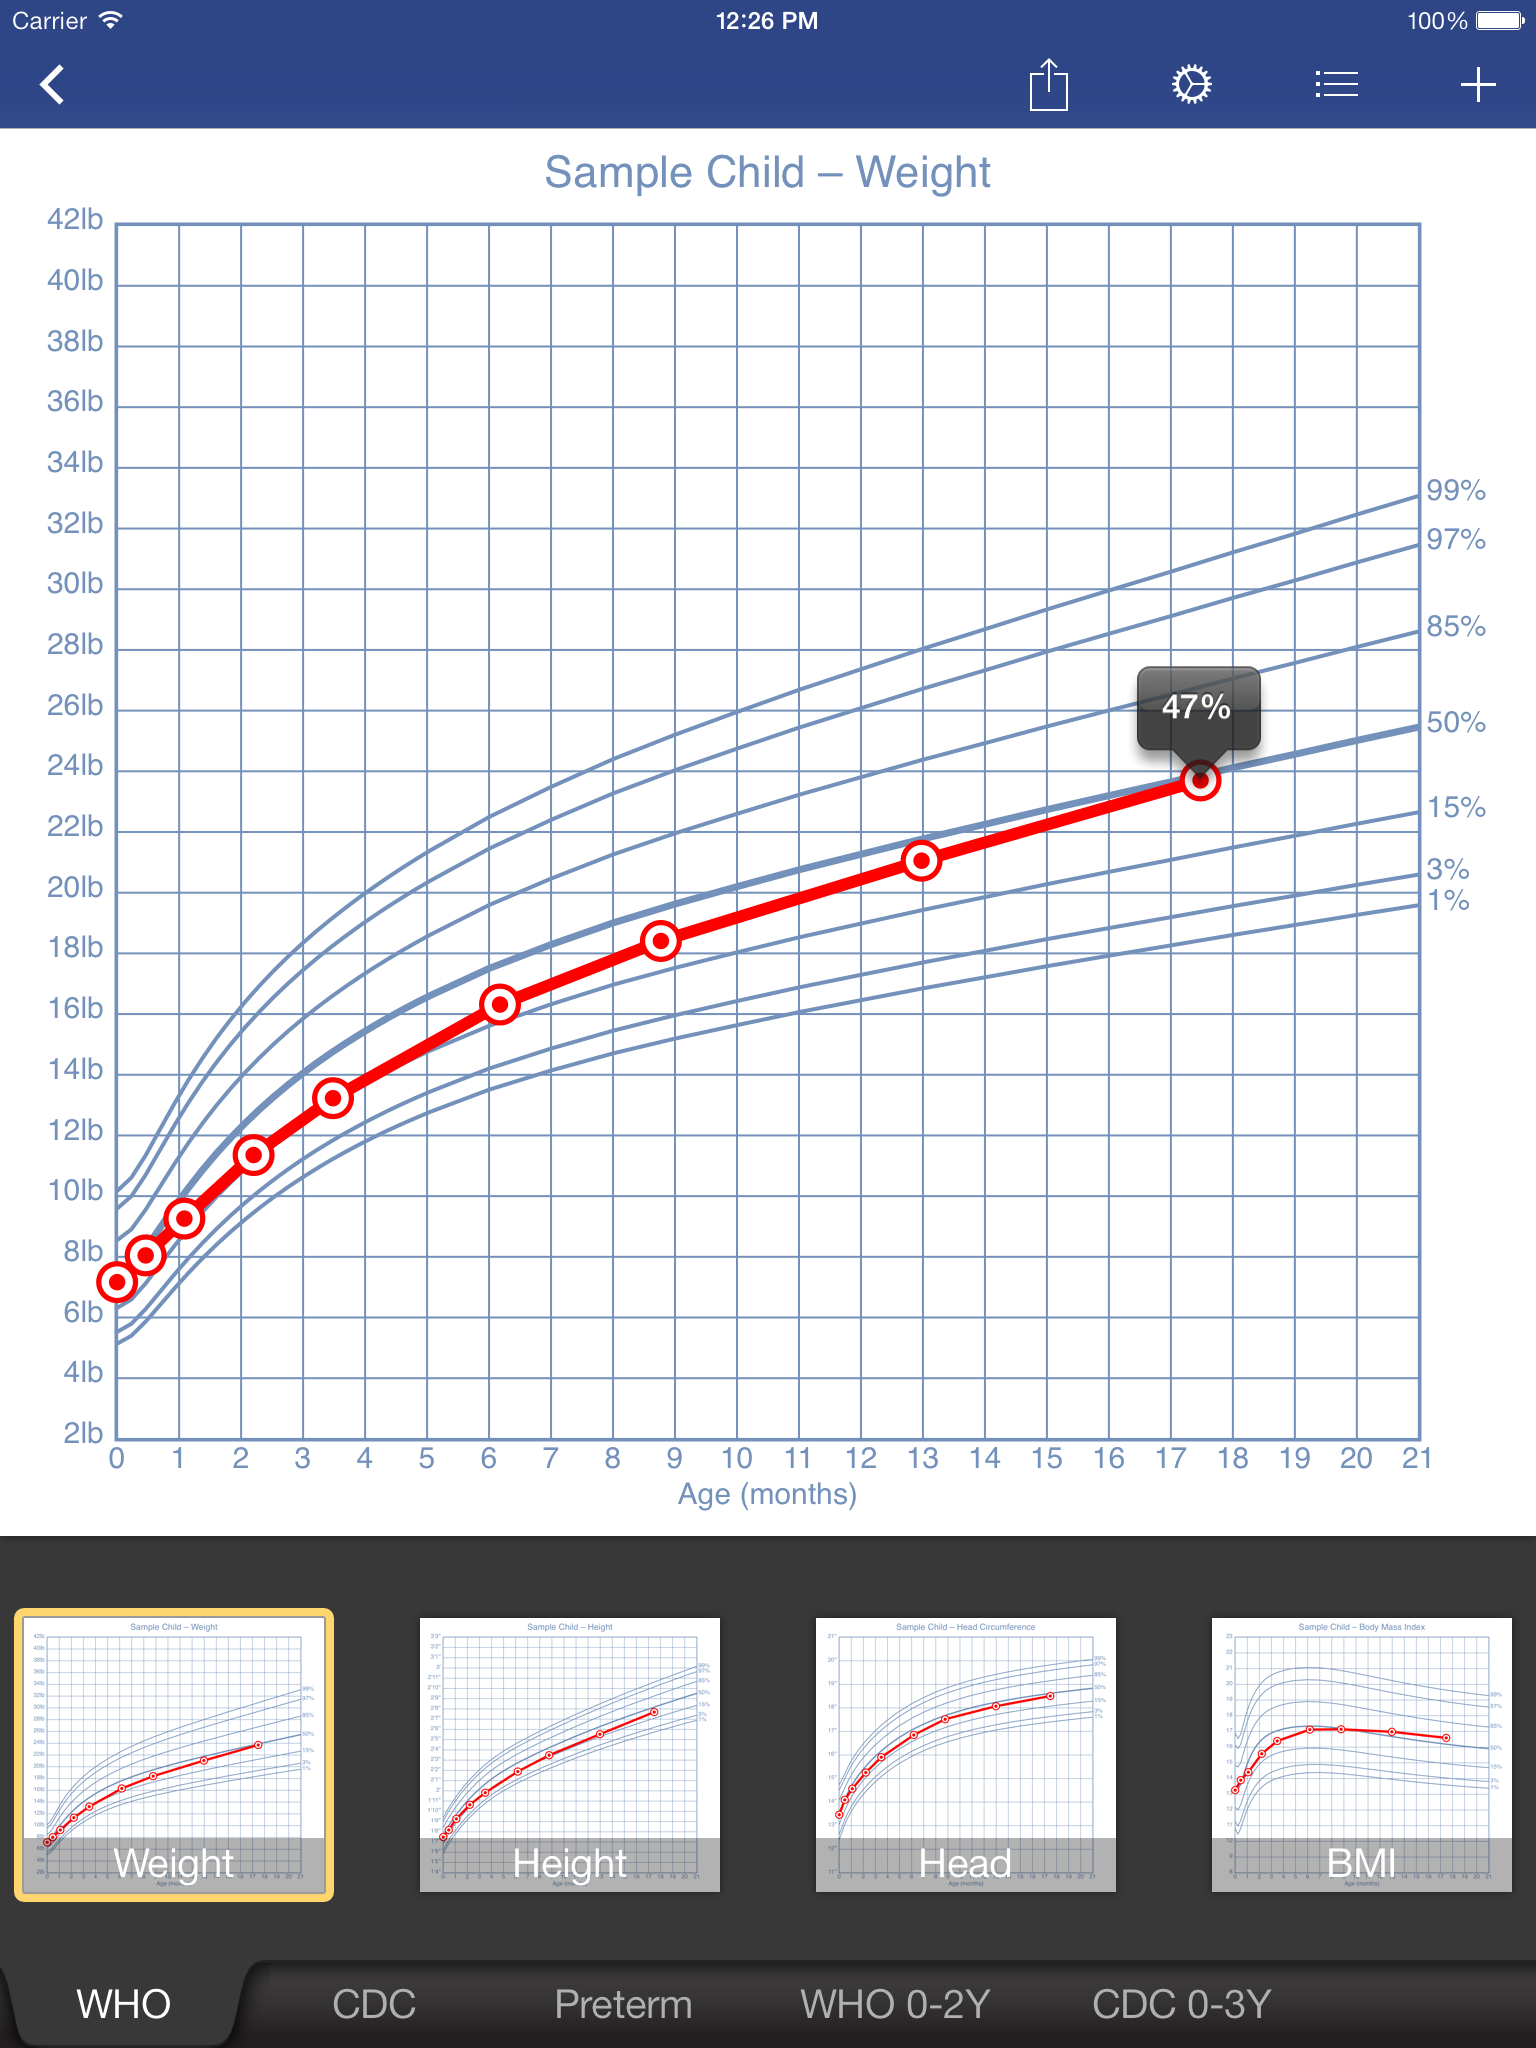 Carrier 12:26 PM 100%
Sample Child – Weight
42lb
40lb
38lb
36lb
34lb
99%
32lb
97%
30lb
28lb
85%
26lb
47%
50%
24lb
22lb
15%
20lb
3%
1%
18lb
16lb
14lb
12lb
10lb
8lb
6lb
4lb
2lb
0 1 2 3 4 5 6 7 8 9 10 11 12 13 14 15 16 17 18 19 20 21
Age (months)
Sample Child – Weight
Sample Child – Height
Sample Child – Head Circumference
Sample Child – Body Mass Index
Weight
Height
Head
BMI
WHO
CDC
Preterm
WHO 0-2Y
CDC 0-3Y